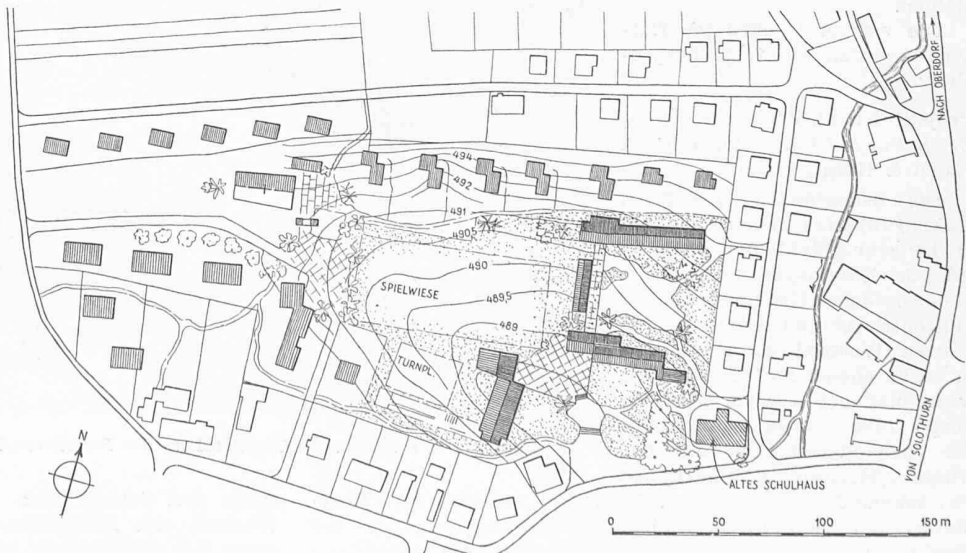 NACH OBERDORF
494
492
491
490,5
490
SPIELWIESE
489,5
489
TURNPL.
N
VON SOLOTHURN
ALTES SCHULHAUS
0 50 100 150 m